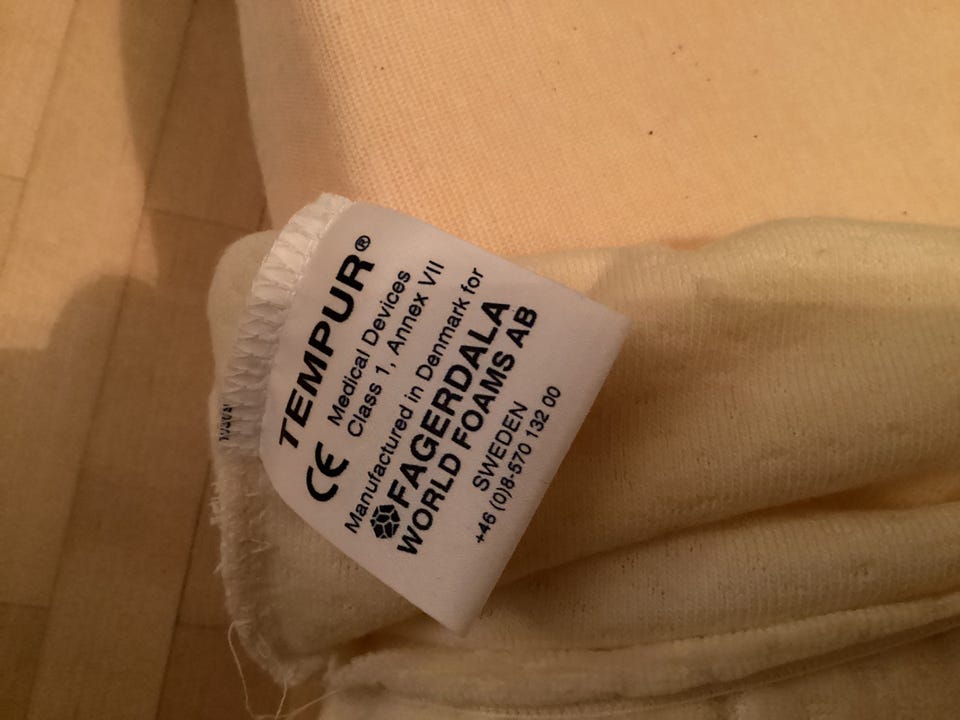 TEMPUR®
CE Medical Devices
Class 1, Annex VII
Manufactured in Denmark for
FAGERDALA
WORLD FOAMS AB
SWEDEN
+46 (0)8-570 132 00